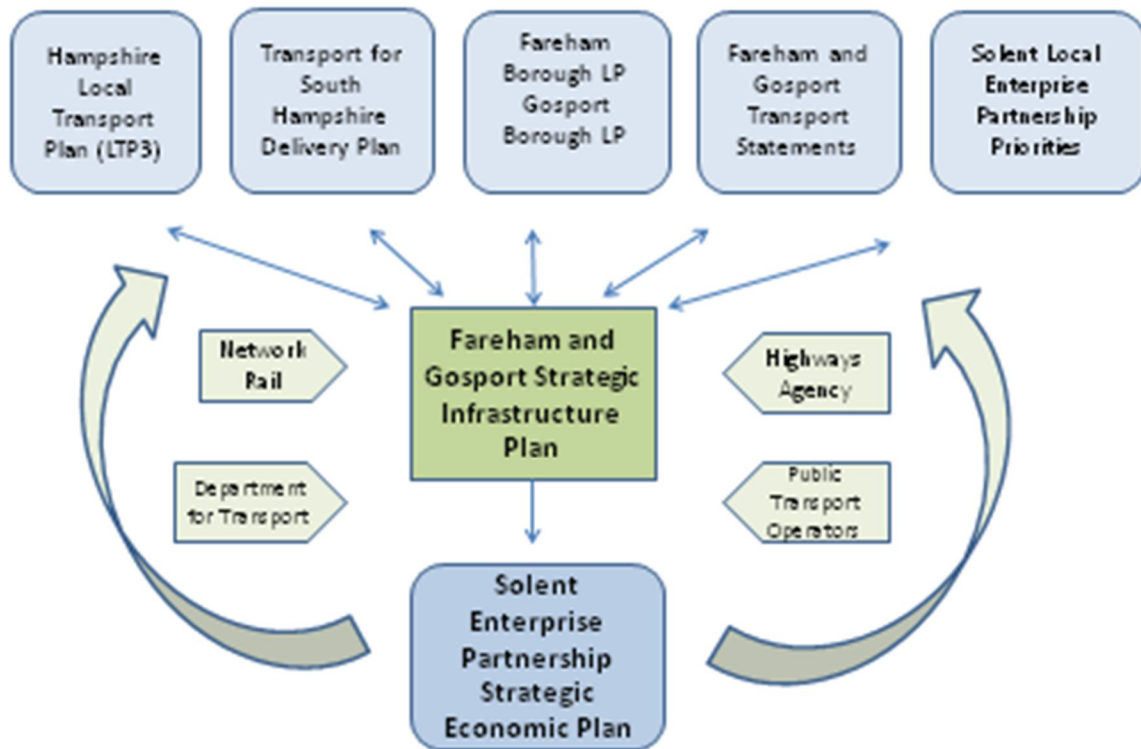 Hampshire
Local
Transport
Plan (LTP3)
Transport for
South
Hampshire
Delivery Plan
Fareham
Borough LP
Gosport
Borough LP
Fareham and
Gosport
Transport
Statements
Solent Local
Enterprise
Partnership
Priorities
Network
Rail
Fareham and
Gosport Strategic
Infrastructure
Plan
Highways
Agency
Department
for Transport
Public
Transport
Operators
Solent
Enterprise
Partnership
Strategic
Economic Plan